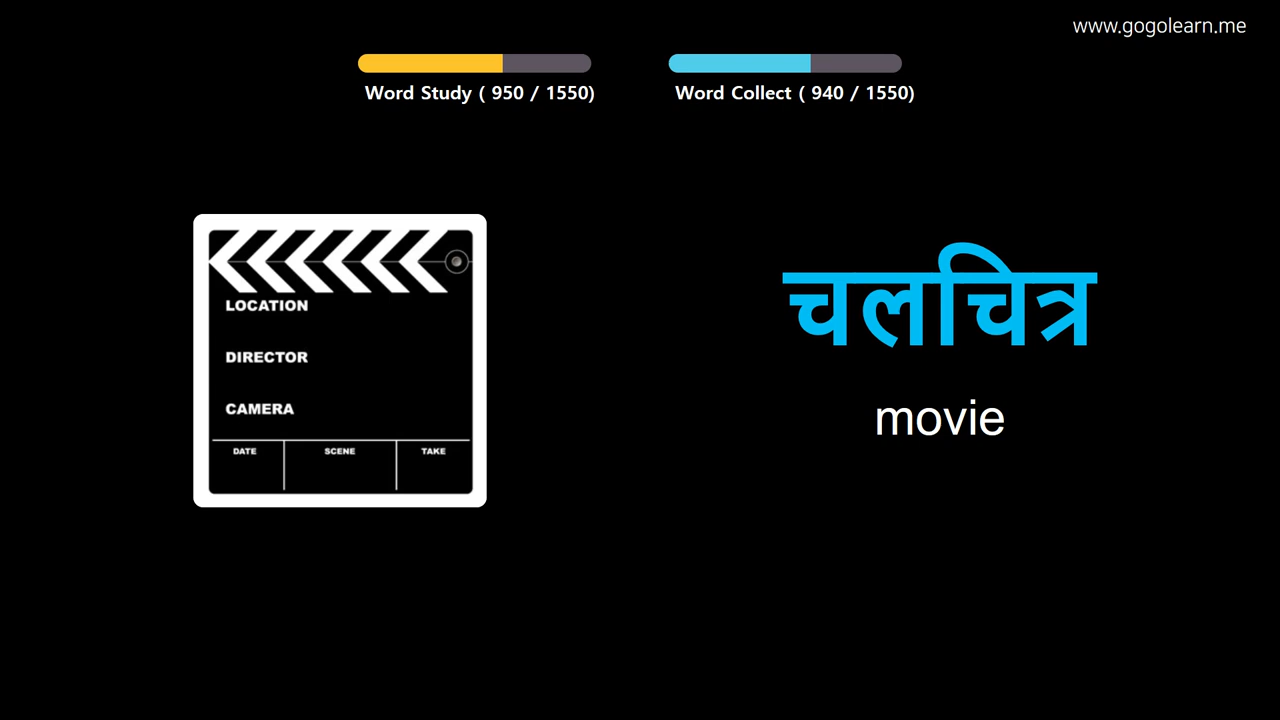 www.gogolearn.me
Word Study ( 950 / 1550)
Word Collect ( 940 / 1550)
LOCATION
DIRECTOR
CAMERA
DATE SCENE TAKE
चलचित्र
movie